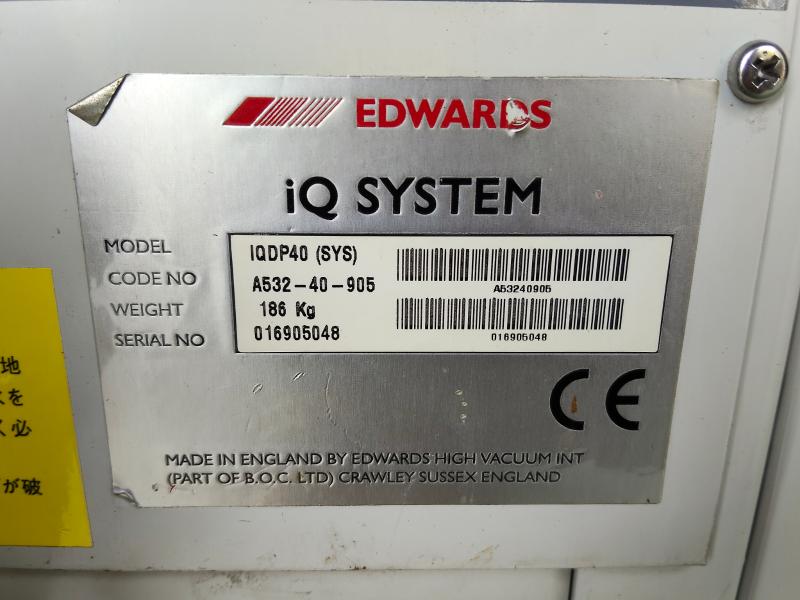 EDWARDS
iQ SYSTEM
MODEL IQDP40 (SYS)
CODE NO A532-40-905
A53240905
WEIGHT 186 Kg
SERIAL NO 016905048
016905048
MADE IN ENGLAND BY EDWARDS HIGH VACUUM INT
(PART OF B.O.C. LTD) CRAWLEY SUSSEX ENGLAND
CE
地
を
く必
が破